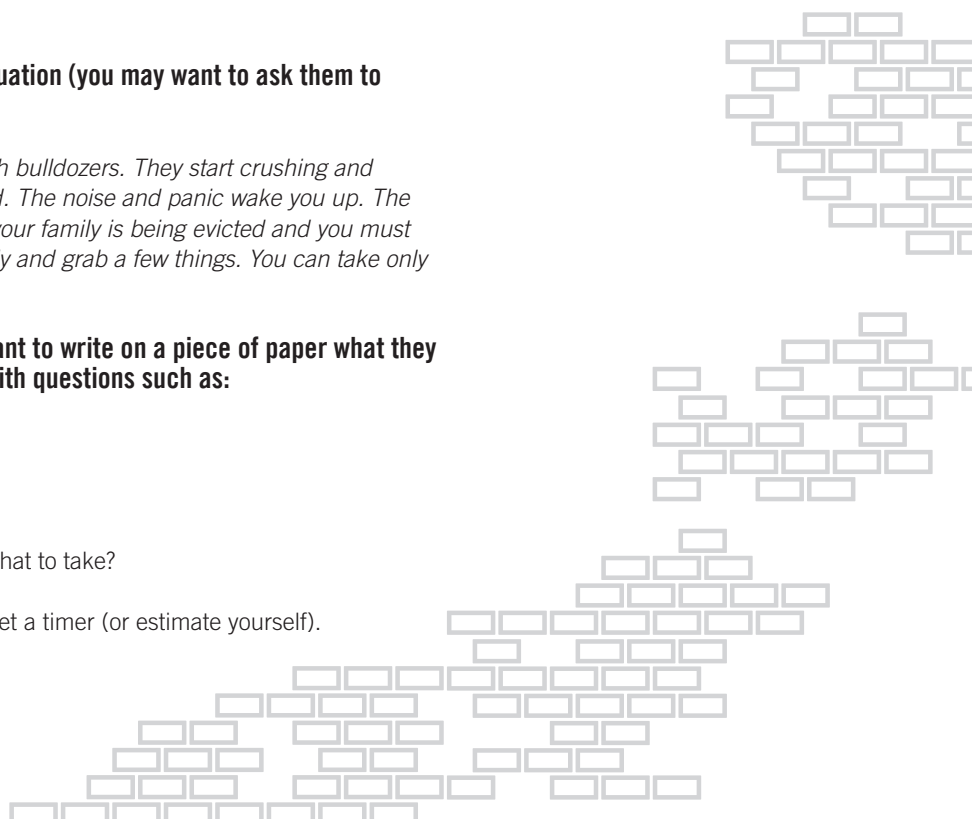 uation (you may want to ask them to
h bulldozers. They start crushing and
. The noise and panic wake you up. The
your family is being evicted and you must
y and grab a few things. You can take only
ant to write on a piece of paper what they
ith questions such as:
hat to take?
et a timer (or estimate yourself).